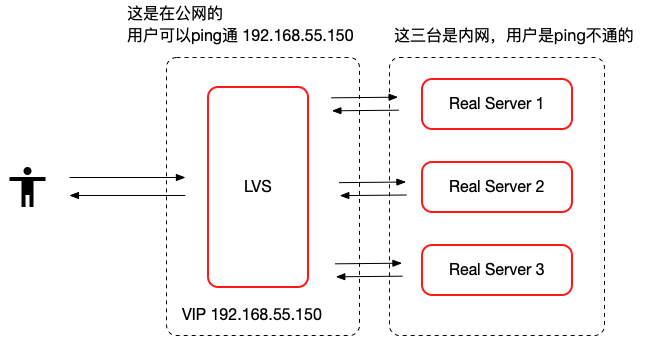 这是在公网的
用户可以ping通 192.168.55.150
这三台是内网，用户是ping不通的
Real Server 1
LVS
Real Server 2
Real Server 3
VIP 192.168.55.150